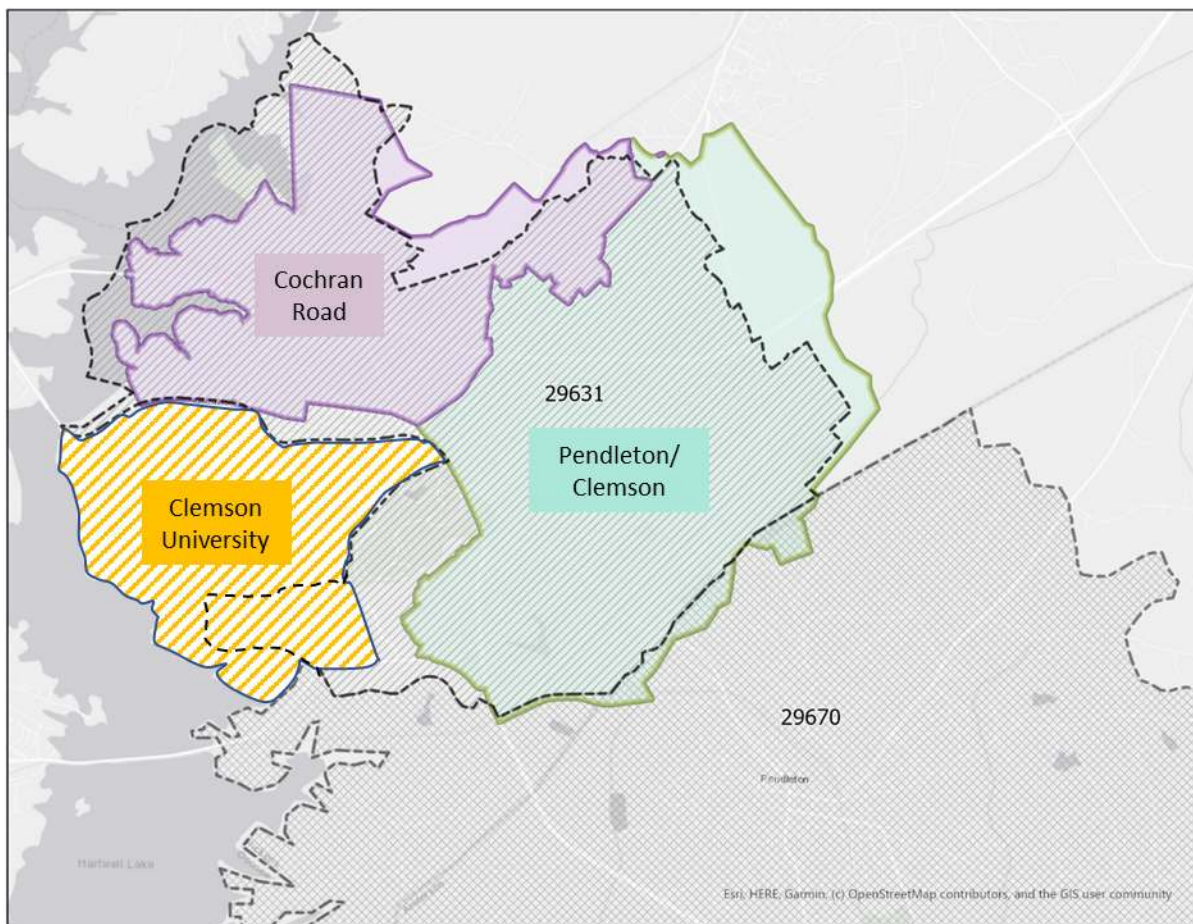 Cochran
Road
29631
Pendleton/
Clemson
Clemson
University
29670
Pendleton
Hartwell Lake
Esri, HERE, Garmin, (c) OpenStreetMap contributors, and the GIS user community